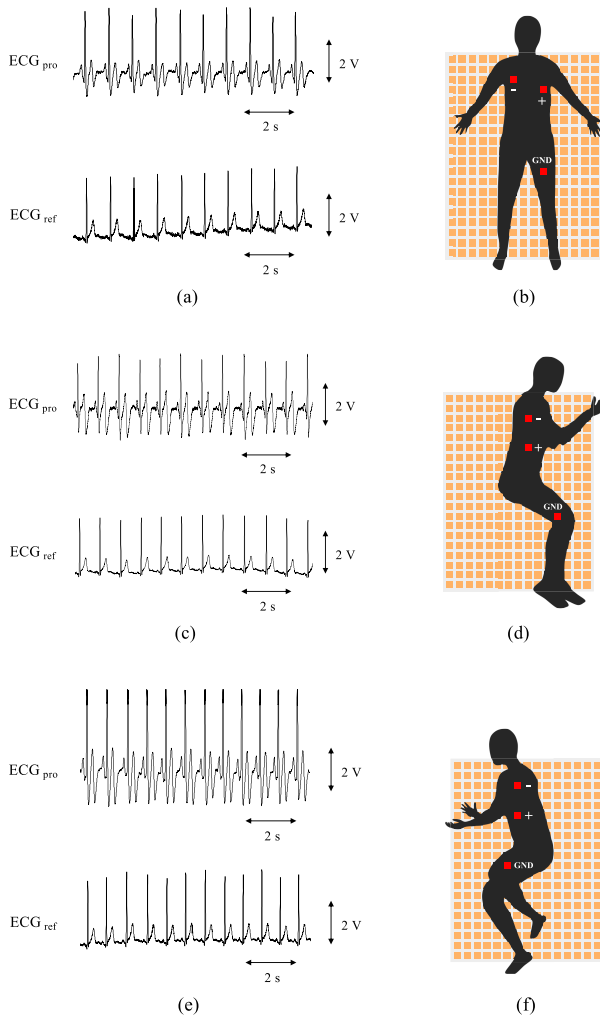 ECG pro
2 V
2 s
-
+
GND
ECG ref
2 V
2 s
(a)
(b)
ECG pro
2 V
2 s
-
+
GND
ECG ref
2 V
2 s
(c)
(d)
ECG pro
2 V
2 s
-
+
GND
ECG ref
2 V
2 s
(e)
(f)